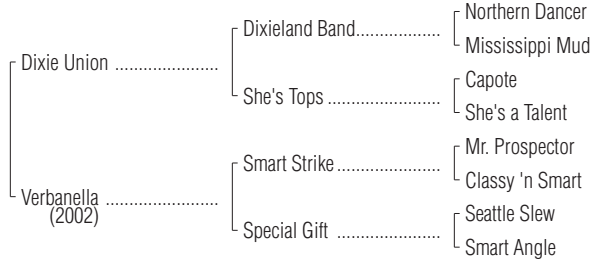 Northern Dancer
Dixieland Band....................
Mississippi Mud
Dixie Union ......................
Capote
She's Tops ........................
She's a Talent
Mr. Prospector
Smart Strike ......................
Classy 'n Smart
Verbanella ........................
(2002)
Seattle Slew
Special Gift ......................
Smart Angle